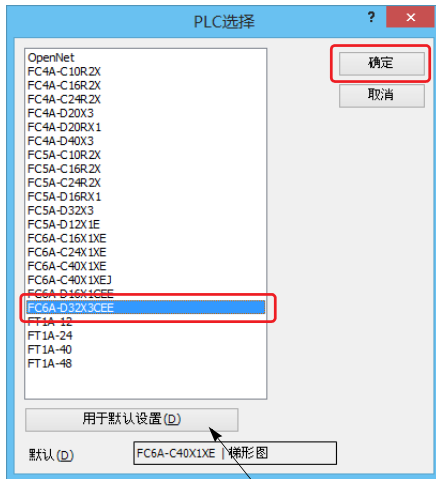 PLC选择
?
×
OpenNet
FC4A-C10R2X
FC4A-C16R2X
FC4A-C24R2X
FC4A-D20X3
FC4A-D20RX1
FC4A-D40X3
FC5A-C10R2X
FC5A-C16R2X
FC5A-C24R2X
FC5A-D16RX1
FC5A-D32X3
FC5A-D12X1E
FC6A-C16X1XE
FC6A-C24X1XE
FC6A-C40X1XE
FC6A-C40X1XEJ
FC6A-D16X1CEE
FC6A-D32X3CEE
FT1A-12
FT1A-24
FT1A-40
FT1A-48
确定
取消
用于默认设置(D)
默认(D)
FC6A-C40X1XE | 梯形图